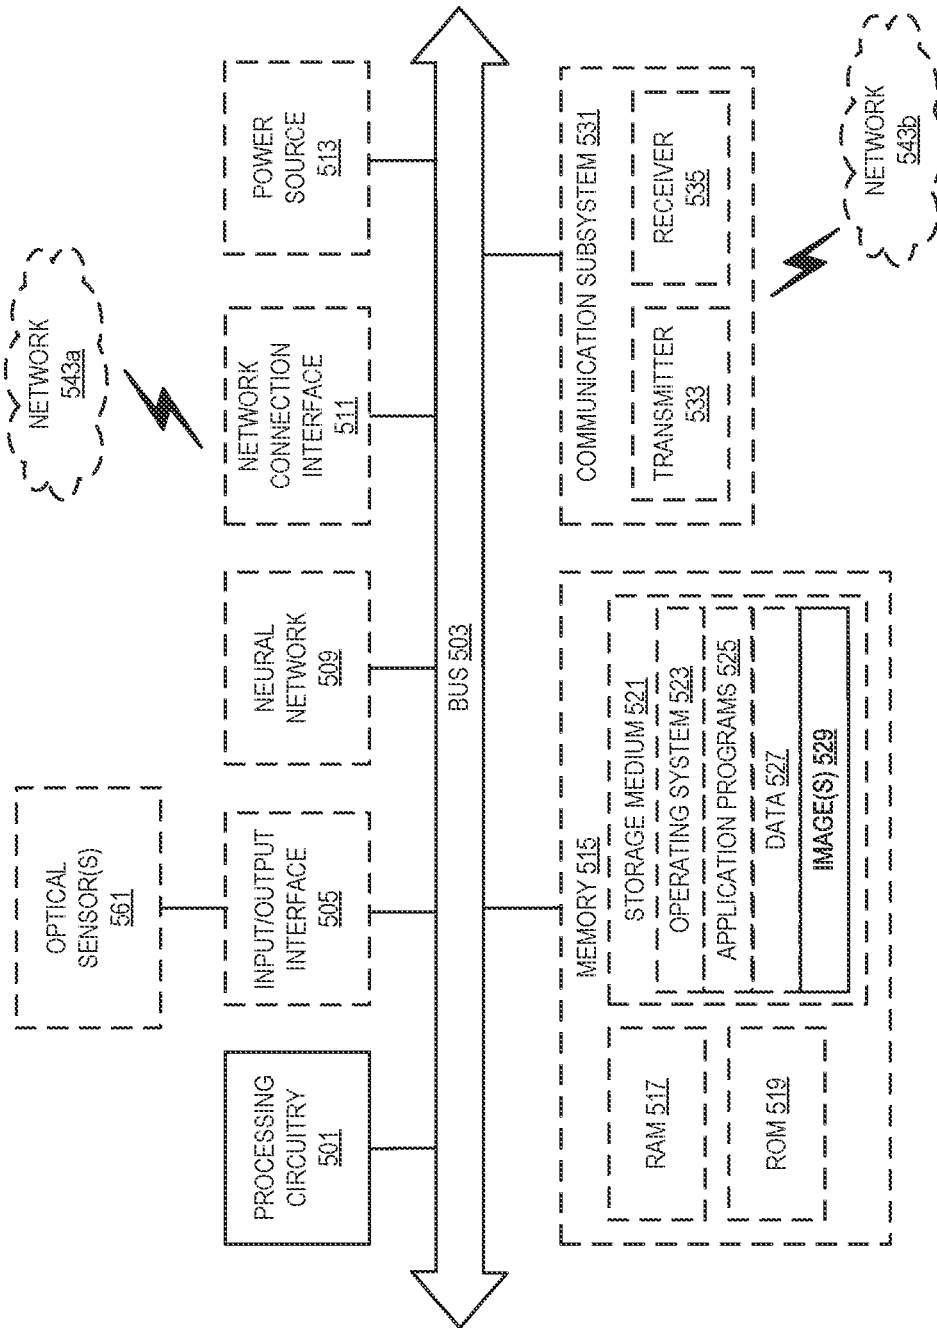 OPTICAL
SENSOR(S)
561
NETWORK
543a
PROCESSING
CIRCUITRY
501
INPUT/OUTPUT
INTERFACE
505
NEURAL
NETWORK
509
NETWORK
CONNECTION
INTERFACE
511
POWER
SOURCE
513
BUS 503
MEMORY 515
RAM 517
ROM 519
STORAGE MEDIUM 521
OPERATING SYSTEM 523
APPLICATION PROGRAMS 525
DATA 527
IMAGE(S) 529
COMMUNICATION SUBSYSTEM 531
TRANSMITTER
533
RECEIVER
535
NETWORK
543b